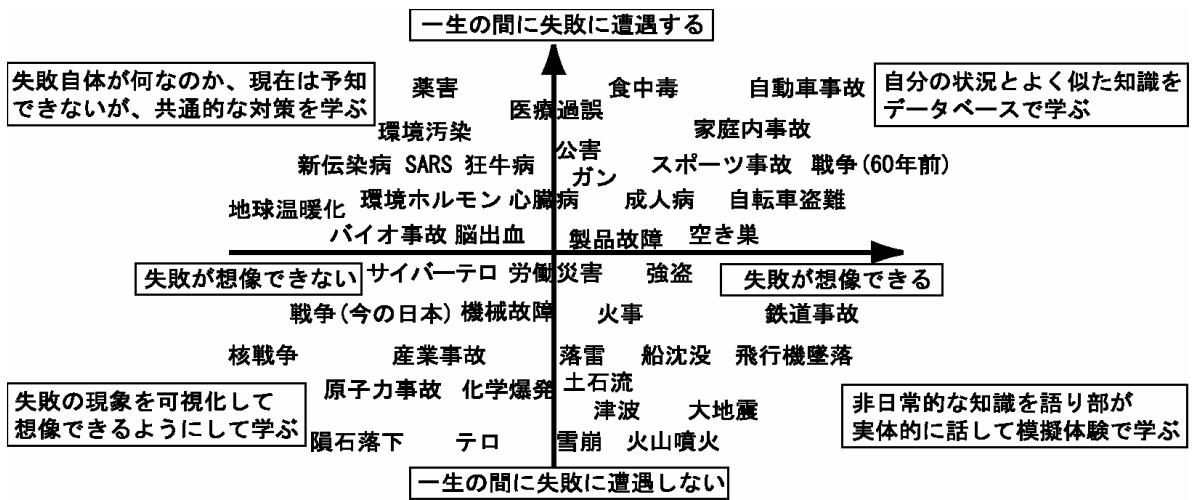 一生の間に失敗に遭遇する
失敗自体が何なのか、現在は予知
できないが、共通的な対策を学ぶ
自分の状況とよく似た知識を
データベースで学ぶ
薬害 食中毒 自動車事故
医療過誤
環境汚染 家庭内事故
公害
新伝染病 SARS 狂牛病 スポーツ事故 戦争(60年前)
ガン
地球温暖化 環境ホルモン 心臓病 成人病 自転車盗難
バイオ事故 脳出血 製品故障 空き巣
失敗が想像できない サイバーテロ 労働災害 強盗 失敗が想像できる
戦争(今の日本) 機械故障 火事 鉄道事故
核戦争 産業事故 落雷 船沈没 飛行機墜落
原子力事故 化学爆発 土石流
津波 大地震
隕石落下 テロ 雪崩 火山噴火
失敗の現象を可視化して
想像できるようにして学ぶ
非日常的な知識を語り部が
実体的に話して模擬体験で学ぶ
一生の間に失敗に遭遇しない